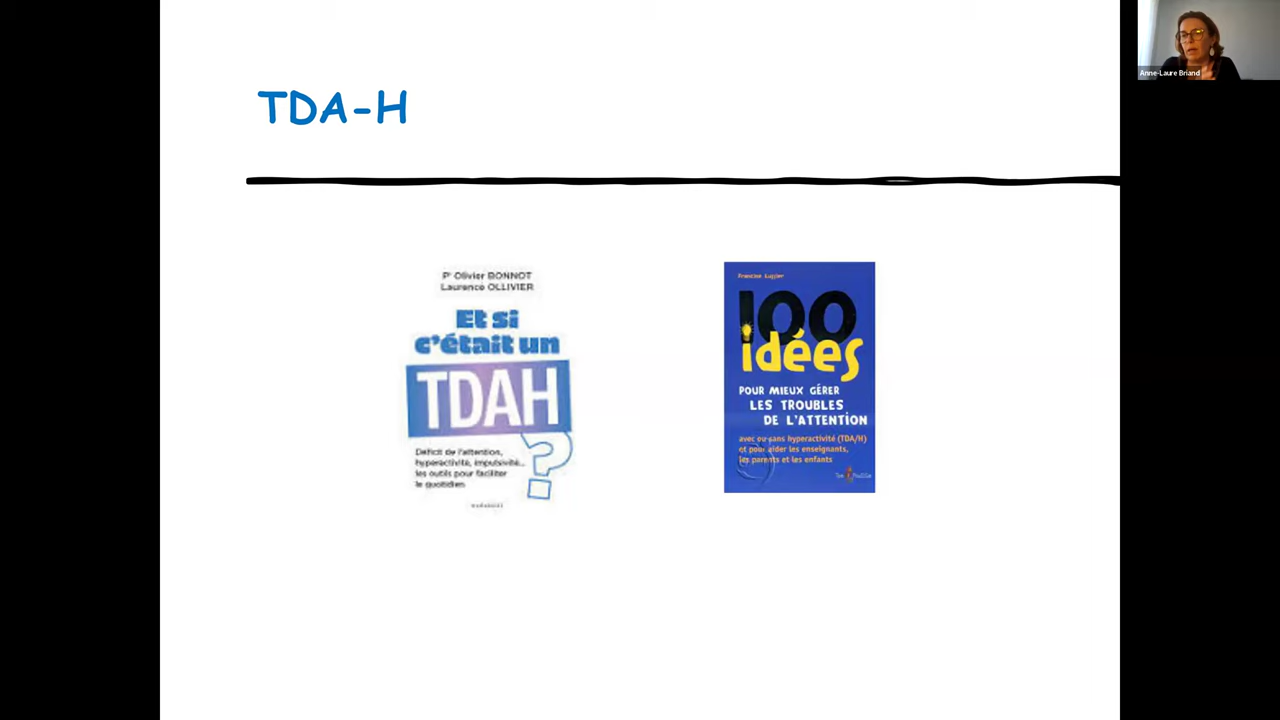 Anne-Laure Briand
TDA-H
Pr Olivier BONNOT
Laurence OLLIVIER
Et si
c'était un
TDAH
?
Déficit de l'attention,
hyperactivité, impulsivité...
les outils pour faciliter
le quotidien
Francine Lussier
100
idées
POUR MIEUX GÉRER
LES TROUBLES
DE L'ATTENTION
avec ou sans hyperactivité (TDA/H)
et pour aider les enseignants,
les parents et les enfants